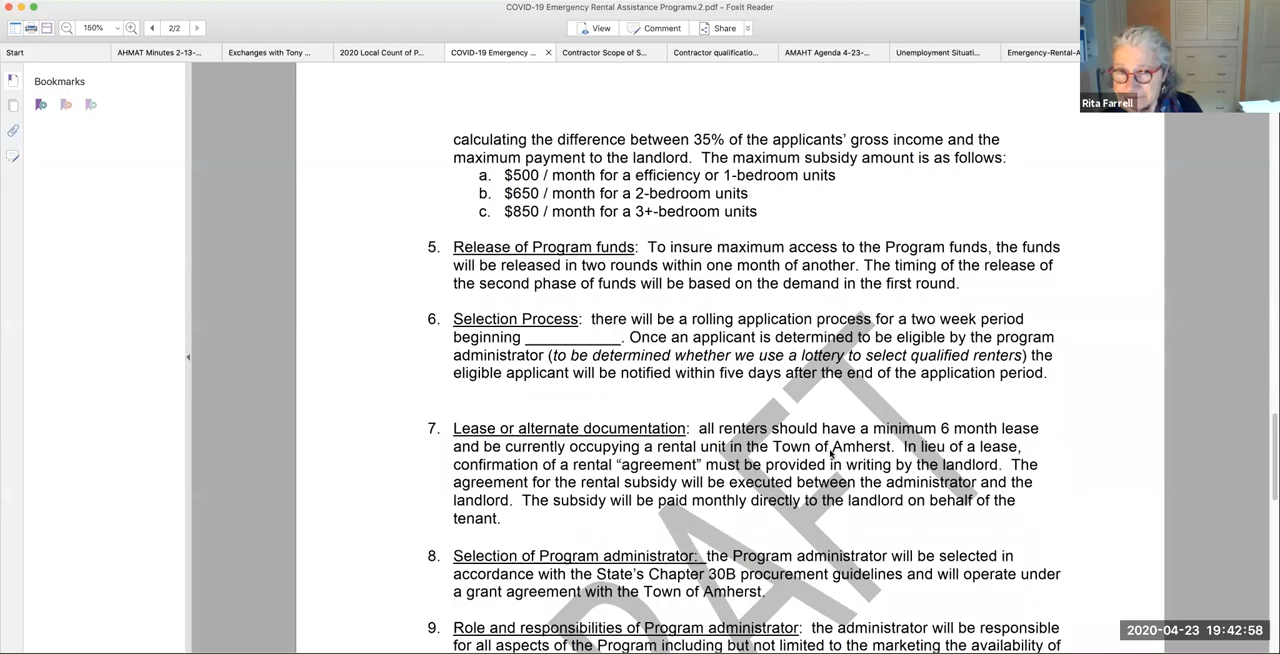 COVID-19 Emergency Rental Assistance Programv.2.pdf - Foxit Reader
150%
2/2
View
Comment
Share
Start
AHMAT Minutes 2-13-...
Exchanges with Tony ...
2020 Local Count of P...
COVID-19 Emergency ...
Contractor Scope of S...
Contractor qualificatio...
AMAHT Agenda 4-23-...
Unemployment Situati...
Emergency-Rental-A
Bookmarks
Rita Farrell
calculating the difference between 35% of the applicants' gross income and the
maximum payment to the landlord. The maximum subsidy amount is as follows:
a. $500 / month for a efficiency or 1-bedroom units
b. $650 / month for a 2-bedroom units
c. $850 / month for a 3+-bedroom units
5. Release of Program funds: To insure maximum access to the Program funds, the funds
will be released in two rounds within one month of another. The timing of the release of
the second phase of funds will be based on the demand in the first round.
6. Selection Process: there will be a rolling application process for a two week period
beginning ___________. Once an applicant is determined to be eligible by the program
administrator (to be determined whether we use a lottery to select qualified renters) the
eligible applicant will be notified within five days after the end of the application period.
7. Lease or alternate documentation: all renters should have a minimum 6 month lease
and be currently occupying a rental unit in the Town of Amherst. In lieu of a lease,
confirmation of a rental “agreement” must be provided in writing by the landlord. The
agreement for the rental subsidy will be executed between the administrator and the
landlord. The subsidy will be paid monthly directly to the landlord on behalf of the
tenant.
8. Selection of Program administrator: the Program administrator will be selected in
accordance with the State's Chapter 30B procurement guidelines and will operate under
a grant agreement with the Town of Amherst.
9. Role and responsibilities of Program administrator: the administrator will be responsible
for all aspects of the Program including but not limited to the marketing the availability of
DRAFT
2020-04-23 19:42:58